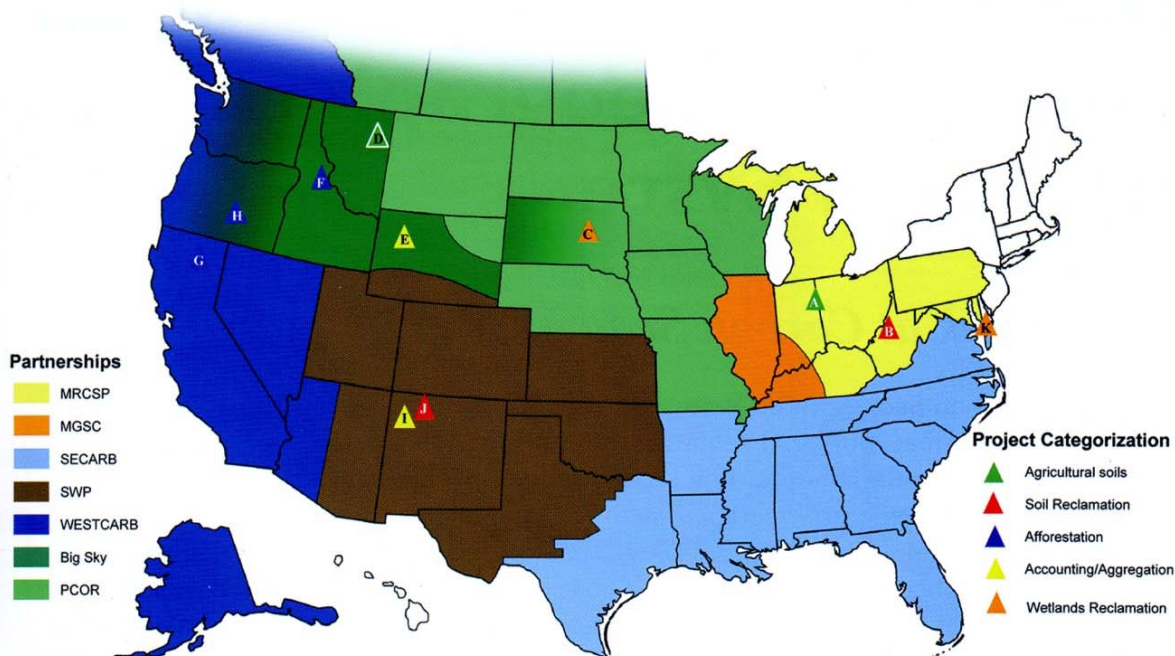 D
F
H
E
C
G
A
B
K
I
J
Partnerships
MRCSP
MGSC
SECARB
SWP
WESTCARB
Big Sky
PCOR
Project Categorization
Agricultural soils
Soil Reclamation
Afforestation
Accounting/Aggregation
Wetlands Reclamation